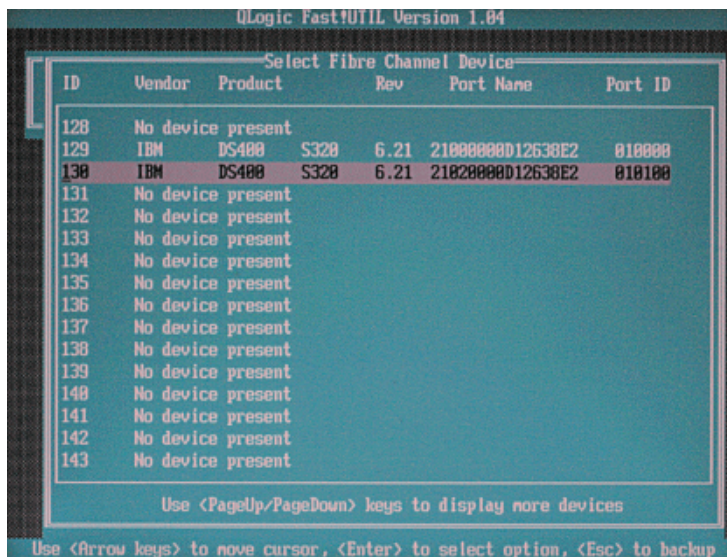 QLogic Fast!UTIL Version 1.04
Select Fibre Channel Device
ID Vendor Product Rev Port Name Port ID
128 No device present
129 IBM DS400 S320 6.21 21000000D12638E2 010000
130 IBM DS400 S320 6.21 21020000D12638E2 010100
131 No device present
132 No device present
133 No device present
134 No device present
135 No device present
136 No device present
137 No device present
138 No device present
139 No device present
140 No device present
141 No device present
142 No device present
143 No device present
Use <PageUp/PageDown> keys to display more devices
Use <Arrow keys> to move cursor, <Enter> to select option, <Esc> to backup